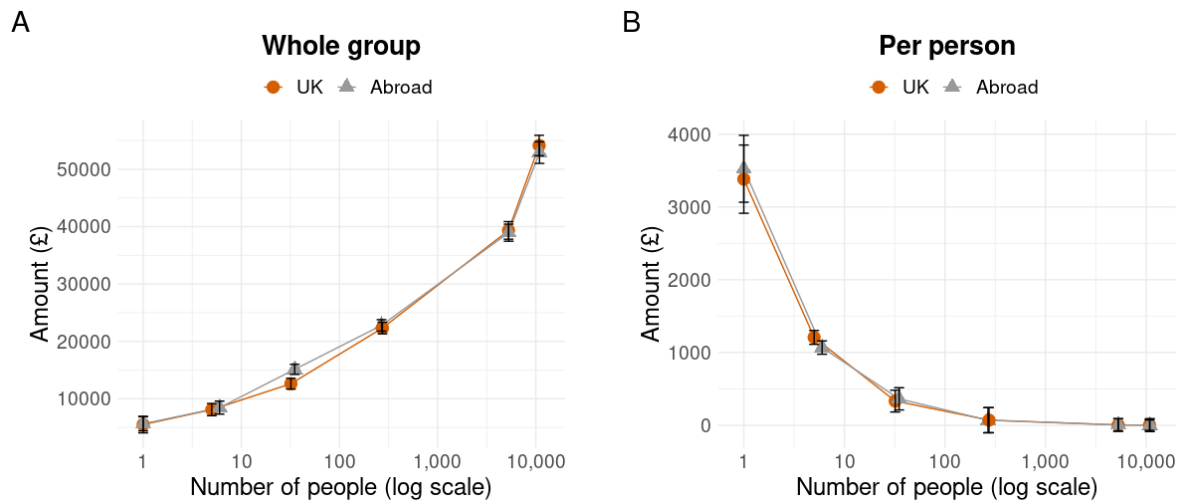 A
Whole group
UK Abroad
50000
40000
30000
20000
10000
Amount (£)
1 10 100 1,000 10,000
Number of people (log scale)
B
Per person
UK Abroad
4000
3000
2000
1000
0
Amount (£)
1 10 100 1,000 10,000
Number of people (log scale)